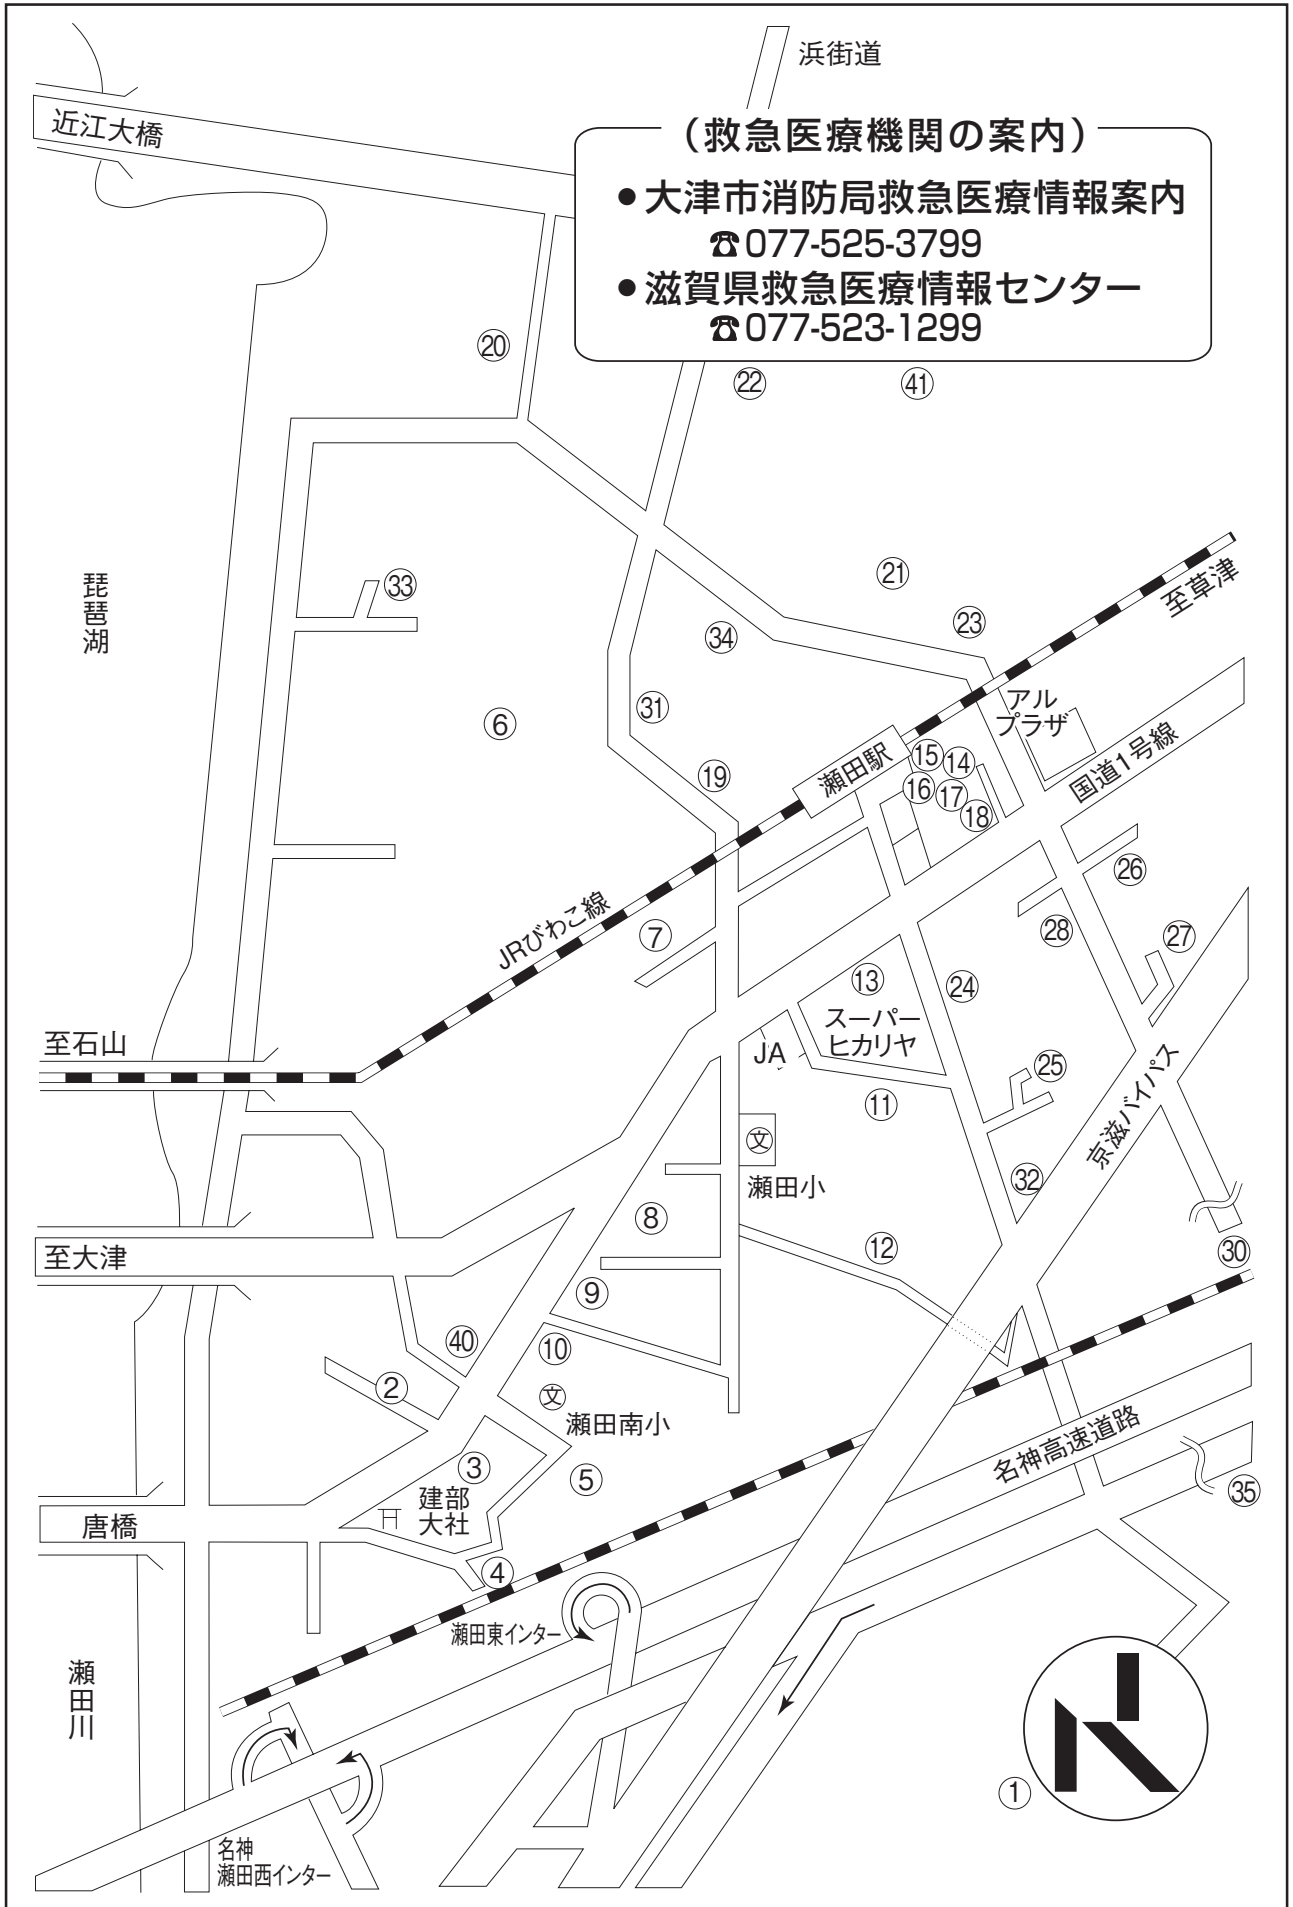 浜街道
近江大橋
(救急医療機関の案内)
●大津市消防局救急医療情報案内
☎077-525-3799
●滋賀県救急医療情報センター
☎077-523-1299
⑳
㉒
㊶
琵琶湖
㉝
㉑
至草津
㉓
㉞
㉛
⑥
アル
プラザ
国道1号線
⑲
瀬田駅
⑮
⑭
⑯
⑰
⑱
㉖
JRびわこ線
⑦
㉘
㉗
⑬
㉔
スーパー
ヒカリヤ
至石山
JA
㉕
⑪
京滋バイパス
文
瀬田小
㉜
⑧
⑫
至大津
㉚
⑨
㊵
⑩
②
文
瀬田南小
③
⑤
名神高速道路
㉟
建部
大社
唐橋
④
瀬田東インター
瀬田川
①
名神
瀬田西インター